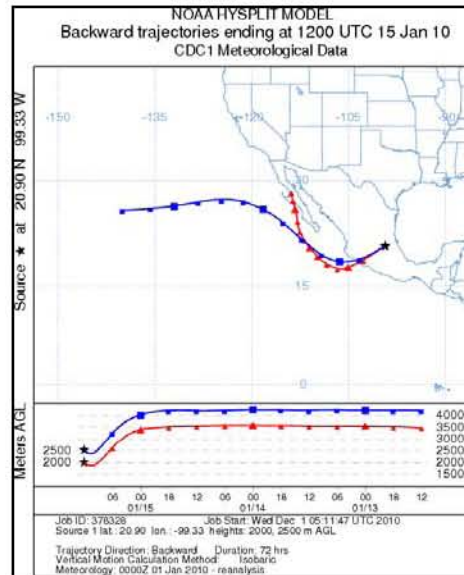 NOAA HYSPLIT MODEL
Backward trajectories ending at 1200 UTC 15 Jan 10
CDC1 Meteorological Data
Source ★ at 20.90 N 99.33 W
-150 -135 -120 -105 -90
30
15
0
Meters AGL
2500
2000
4000
3500
3000
2500
2000
1500
06 00 18 12 06 00 18 12 06 00 18 12
01/15 01/14 01/13
Job ID: 378328 Job Start: Wed Dec 1 05:11:47 UTC 2010
Source 1 lat.: 20.90 lon.: -99.33 heights: 2000, 2500 m AGL
Trajectory Direction: Backward Duration: 72 hrs
Vertical Motion Calculation Method: Isobaric
Meteorology: 0000Z 01 Jan 2010 - reanalysis